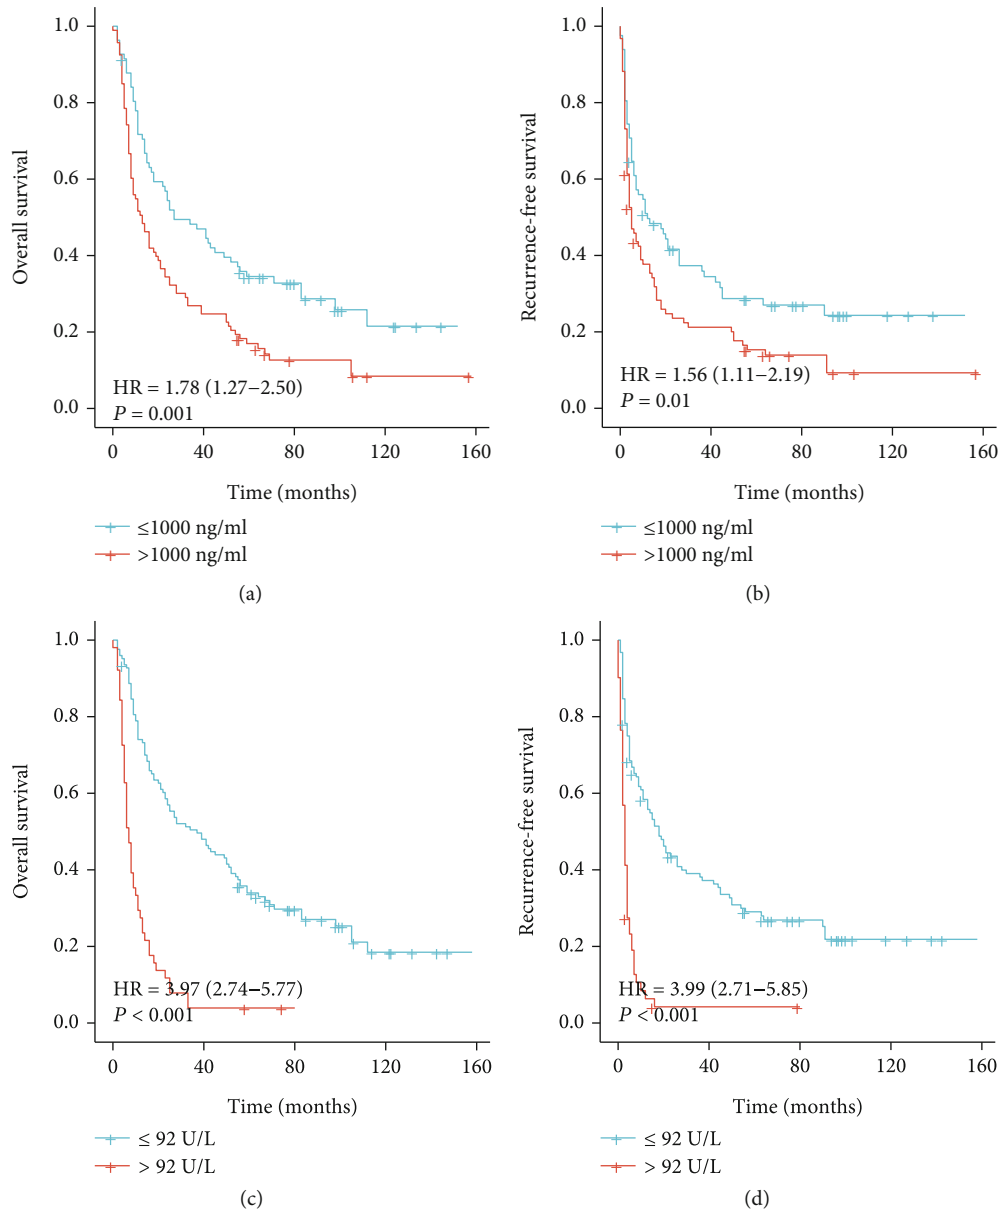 1.0
0.8
0.6
0.4
0.2
0.0
Overall survival
HR = 1.78 (1.27–2.50)
P = 0.001
0 40 80 120 160
Time (months)
≤1000 ng/ml
>1000 ng/ml
(a)
1.0
0.8
0.6
0.4
0.2
0.0
Recurrence-free survival
HR = 1.56 (1.11–2.19)
P = 0.01
0 40 80 120 160
Time (months)
≤1000 ng/ml
>1000 ng/ml
(b)
1.0
0.8
0.6
0.4
0.2
0.0
Overall survival
HR = 3.97 (2.74–5.77)
P < 0.001
0 40 80 120 160
Time (months)
≤ 92 U/L
> 92 U/L
(c)
1.0
0.8
0.6
0.4
0.2
0.0
Recurrence-free survival
HR = 3.99 (2.71–5.85)
P < 0.001
0 40 80 120 160
Time (months)
≤ 92 U/L
> 92 U/L
(d)